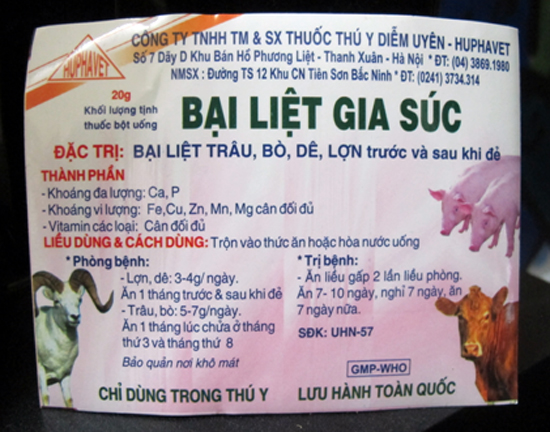 HUPHAVET
CÔNG TY TNHH TM & SX THUỐC THÚ Y DIỄM UYÊN - HUPHAVET
Số 7 Dãy D Khu Bán Hồ Phương Liệt - Thanh Xuân - Hà Nội * ĐT: (04) 3869.1980
NMSX : Đường TS 12 Khu CN Tiên Sơn Bắc Ninh * ĐT: (0241) 3734.314
20g
Khối lượng tịnh
thuốc bột uống
BẠI LIỆT GIA SÚC
ĐẶC TRỊ: BẠI LIỆT TRÂU, BÒ, DÊ, LỢN trước và sau khi đẻ
THÀNH PHẦN
- Khoáng đa lượng: Ca, P
- Khoáng vi lượng: Fe,Cu, Zn, Mn, Mg cân đối đủ
- Vitamin các loại: Cân đối đủ
LIỀU DÙNG & CÁCH DÙNG: Trộn vào thức ăn hoặc hòa nước uống
* Phòng bệnh:
- Lợn, dê: 3-4g/ ngày.
Ăn 1 tháng trước & sau khi đẻ
- Trâu, bò: 5-7g/ngày.
Ăn 1 tháng lúc chửa ở tháng
thứ 3 và tháng thứ 8
Bảo quản nơi khô mát
* Trị bệnh:
- Ăn liều gấp 2 lần liều phòng.
Ăn 7- 10 ngày, nghỉ 7 ngày, ăn
7 ngày nữa.
SĐK: UHN-57
GMP-WHO
CHỈ DÙNG TRONG THÚ Y LƯU HÀNH TOÀN QUỐC